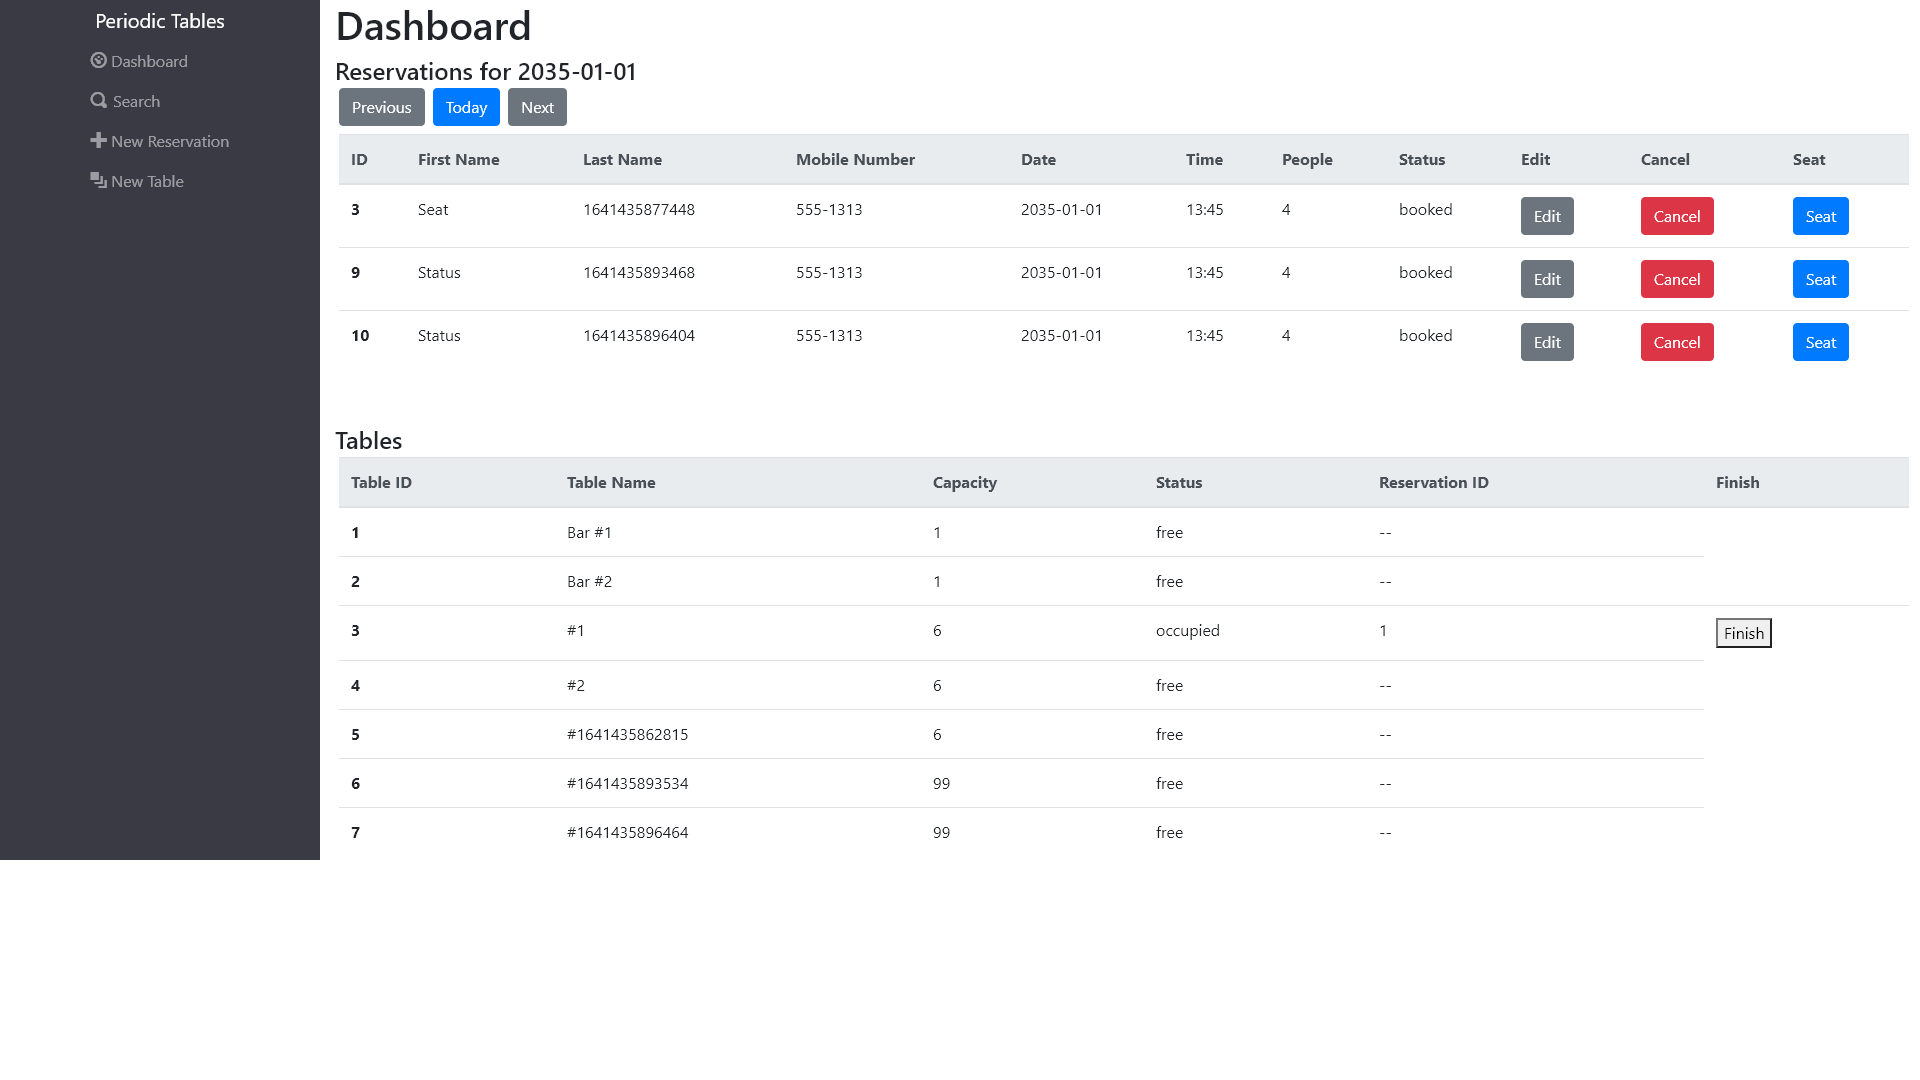 Periodic Tables
Dashboard
Search
New Reservation
New Table
Dashboard
Reservations for 2035-01-01
Previous Today Next
ID First Name Last Name Mobile Number Date Time People Status Edit Cancel Seat
3 Seat 1641435877448 555-1313 2035-01-01 13:45 4 booked Edit Cancel Seat
9 Status 1641435893468 555-1313 2035-01-01 13:45 4 booked Edit Cancel Seat
10 Status 1641435896404 555-1313 2035-01-01 13:45 4 booked Edit Cancel Seat
Tables
Table ID Table Name Capacity Status Reservation ID Finish
1 Bar #1 1 free --
2 Bar #2 1 free --
3 #1 6 occupied 1 Finish
4 #2 6 free --
5 #1641435862815 6 free --
6 #1641435893534 99 free --
7 #1641435896464 99 free --